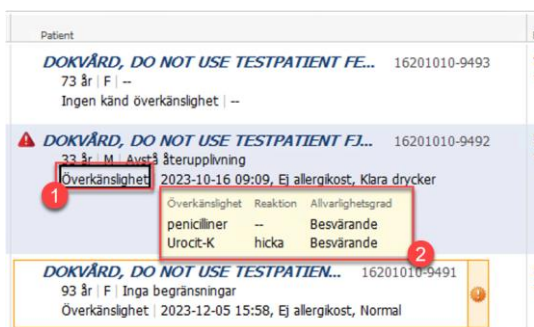 Patient
DOKVÅRD, DO NOT USE TESTPATIENT FE... 16201010-9493
73 år | F | --
Ingen känd överkänslighet | --
DOKVÅRD, DO NOT USE TESTPATIENT FJ... 16201010-9492
33 år | M | Avstå återupplivning
Överkänslighet 2023-10-16 09:09, Ej allergikost, Klara drycker
1
Överkänslighet Reaktion Allvarlighetsgrad
penicilliner -- Besvärande
Urocit-K hicka Besvärande
2
DOKVÅRD, DO NOT USE TESTPATIEN... 16201010-9491
93 år | F | Inga begränsningar
Överkänslighet | 2023-12-05 15:58, Ej allergikost, Normal